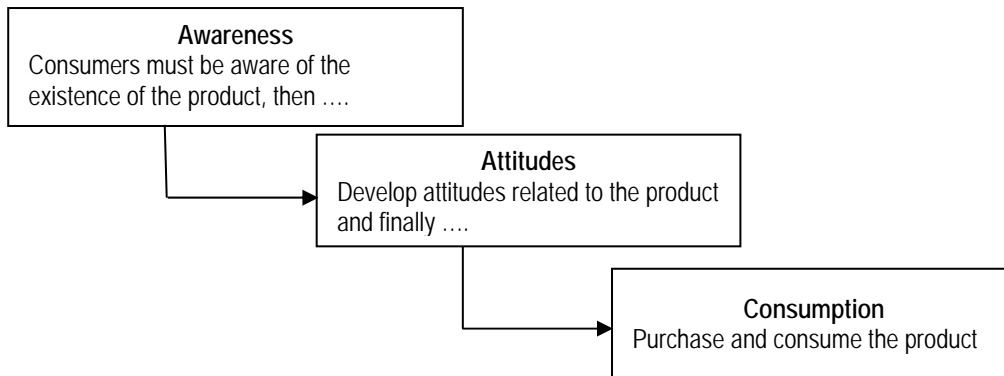 Awareness
Consumers must be aware of the
existence of the product, then ….
Attitudes
Develop attitudes related to the product
and finally ….
Consumption
Purchase and consume the product